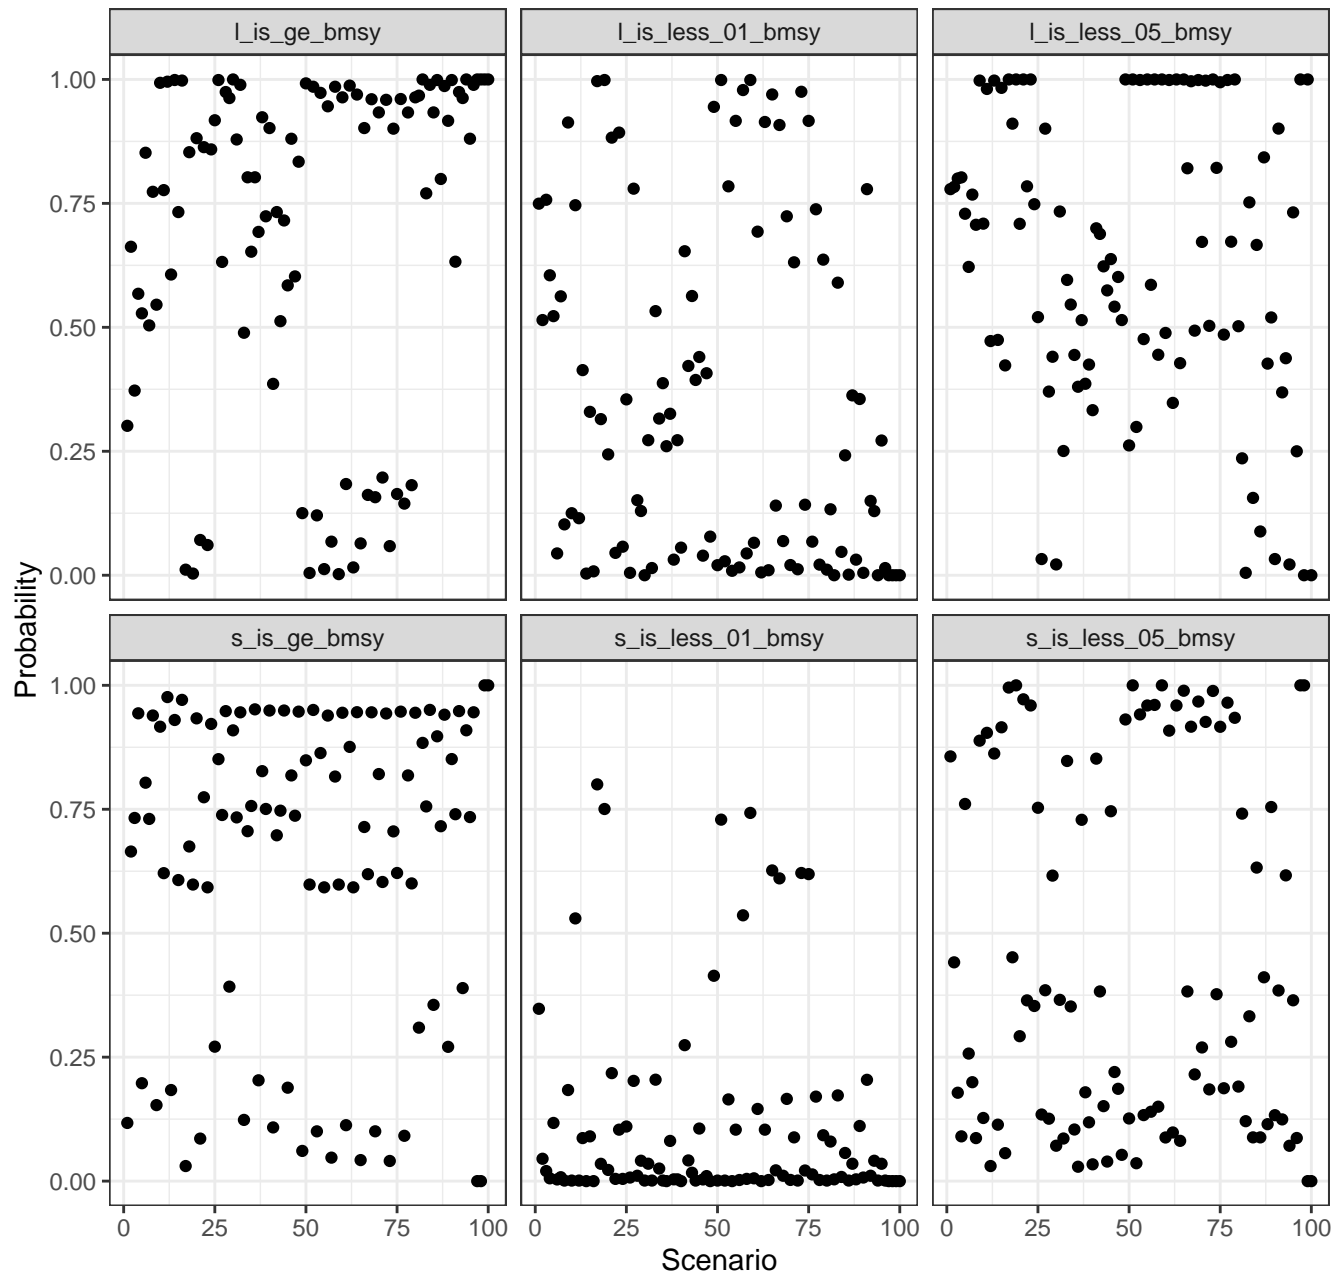 l_is_ge_bmsy
l_is_less_01_bmsy
l_is_less_05_bmsy
1.00
0.75
0.50
0.25
0.00
s_is_ge_bmsy
s_is_less_01_bmsy
s_is_less_05_bmsy
1.00
0.75
0.50
0.25
0.00
0 25 50 75 100
0 25 50 75 100
0 25 50 75 100
Probability
Scenario